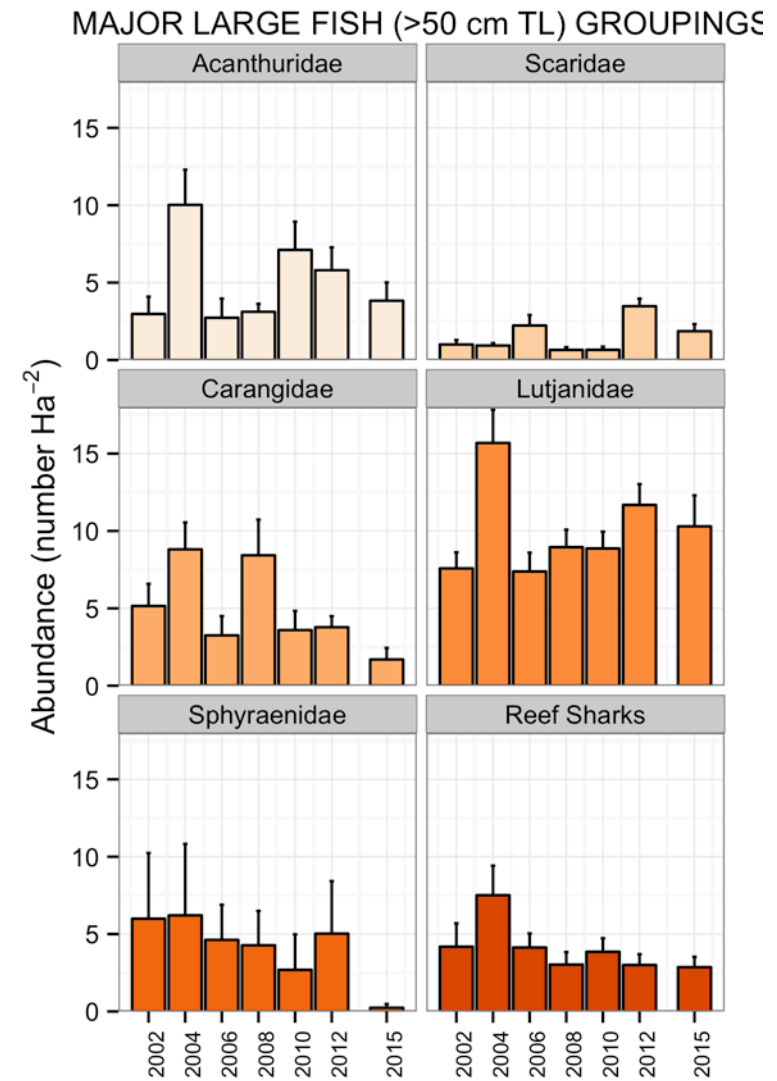 MAJOR LARGE FISH (>50 cm TL) GROUPINGS
Acanthuridae
Scaridae
15
10
5
0
Carangidae
Lutjanidae
15
10
5
0
Sphyraenidae
Reef Sharks
15
10
5
0
Abundance (number Ha⁻²)
2002 2004 2006 2008 2010 2012 2015
2002 2004 2006 2008 2010 2012 2015